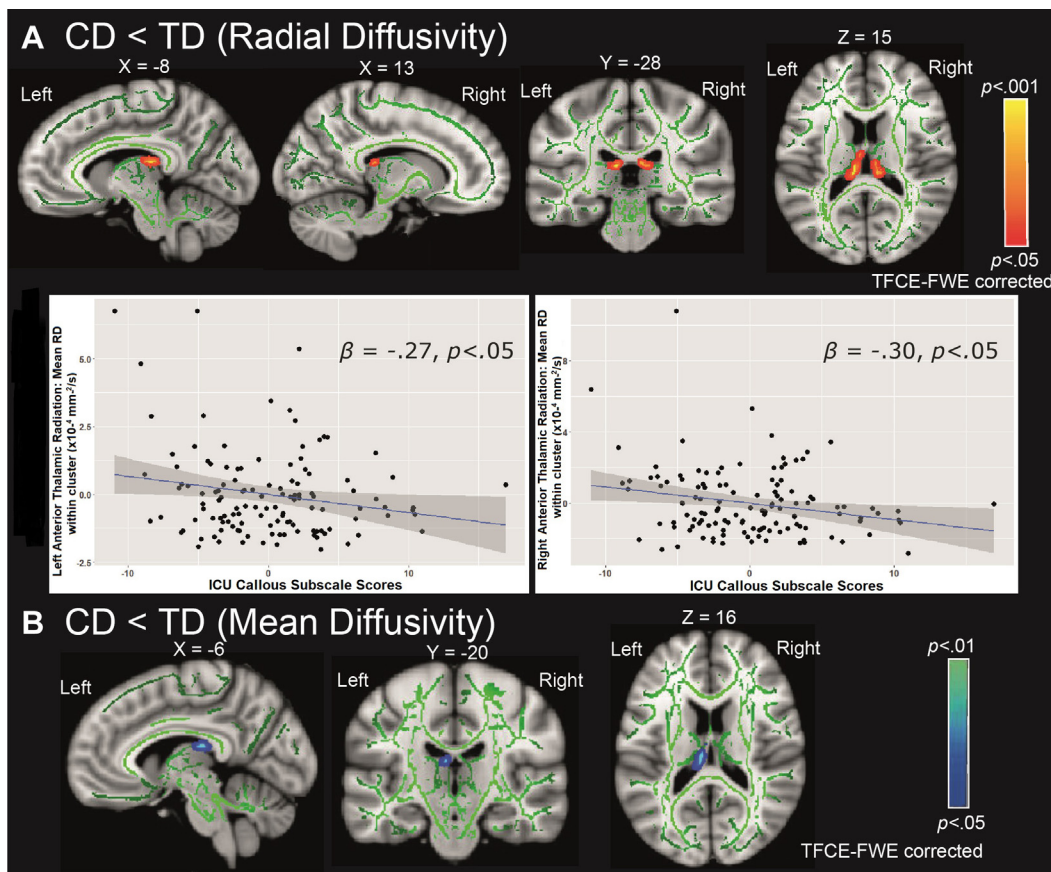 A CD < TD (Radial Diffusivity)
X = -8
X = 13
Y = -28
Z = 15
Left
Right
Left
Right
Left
Right
p<.001
p<.05
TFCE-FWE corrected
Left Anterior Thalamic Radiation: Mean RD
within cluster (x10⁻⁴ mm⁻²/s)
5.0
2.5
0.0
-2.5
β = -.27, p<.05
-10
0
10
ICU Callous Subscale Scores
Right Anterior Thalamic Radiation: Mean RD
within cluster (x10⁻⁴ mm⁻²/s)
8
4
0
β = -.30, p<.05
-10
0
10
ICU Callous Subscale Scores
B CD < TD (Mean Diffusivity)
X = -6
Y = -20
Z = 16
Left
Left
Right
Left
Right
p<.01
p<.05
TFCE-FWE corrected